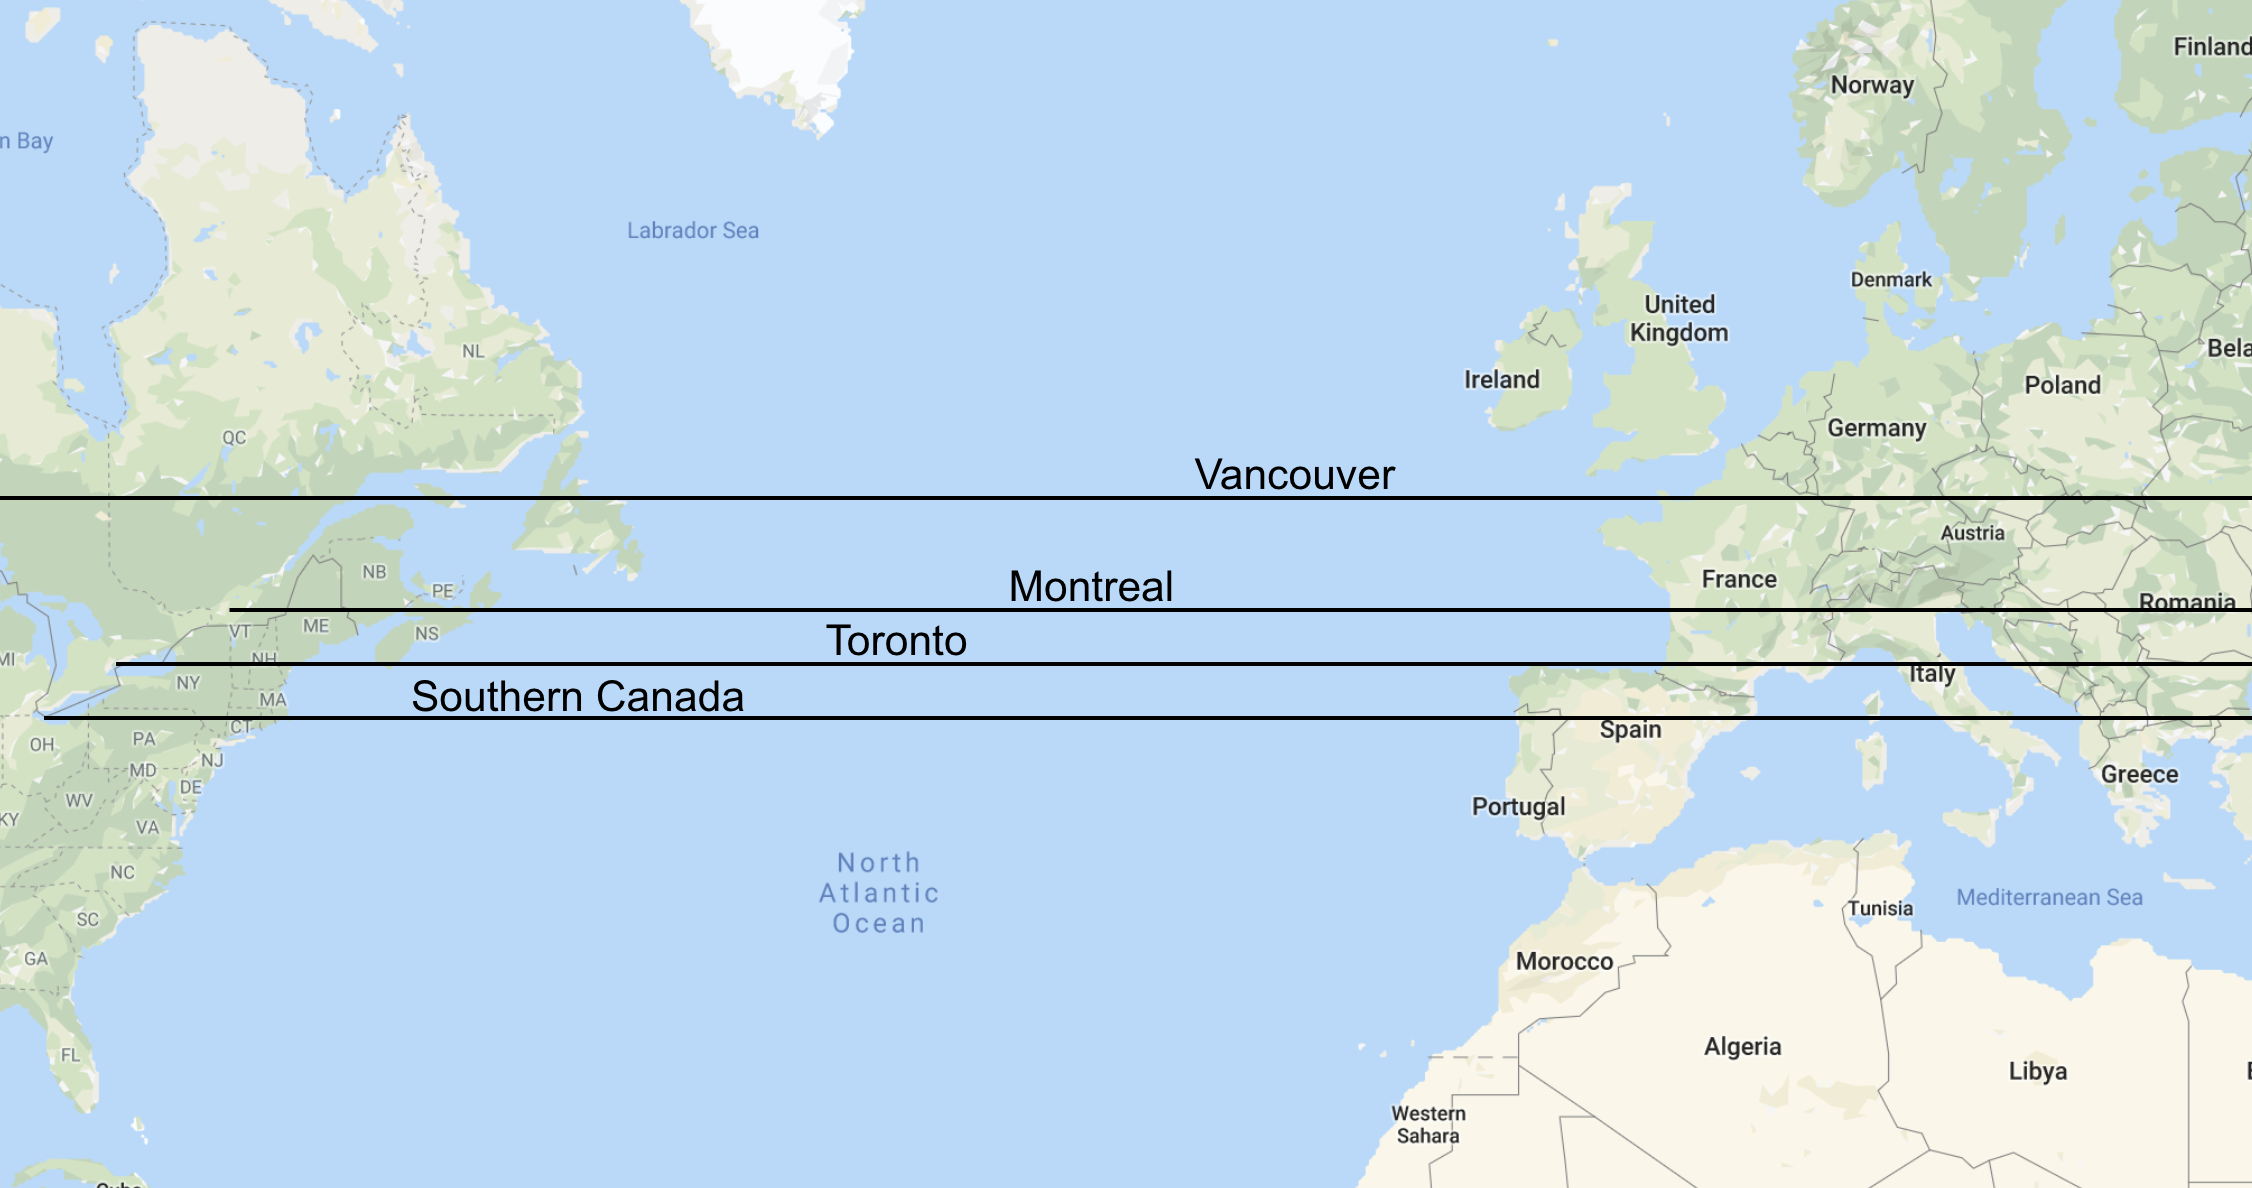 Finland
Norway
n Bay
Labrador Sea
Denmark
United
Kingdom
NL
Bela
Ireland
Poland
QC
Germany
Vancouver
Austria
NB
France
Montreal
PE
Romania
VT
ME
NS
Toronto
MI
NH
Italy
NY
Southern Canada
MA
CT
Spain
OH
PA
NJ
MD
Greece
DE
WV
Portugal
KY
VA
North
Atlantic
Ocean
NC
Mediterranean Sea
Tunisia
SC
GA
Morocco
Algeria
FL
Libya
E
Western
Sahara
Cuba